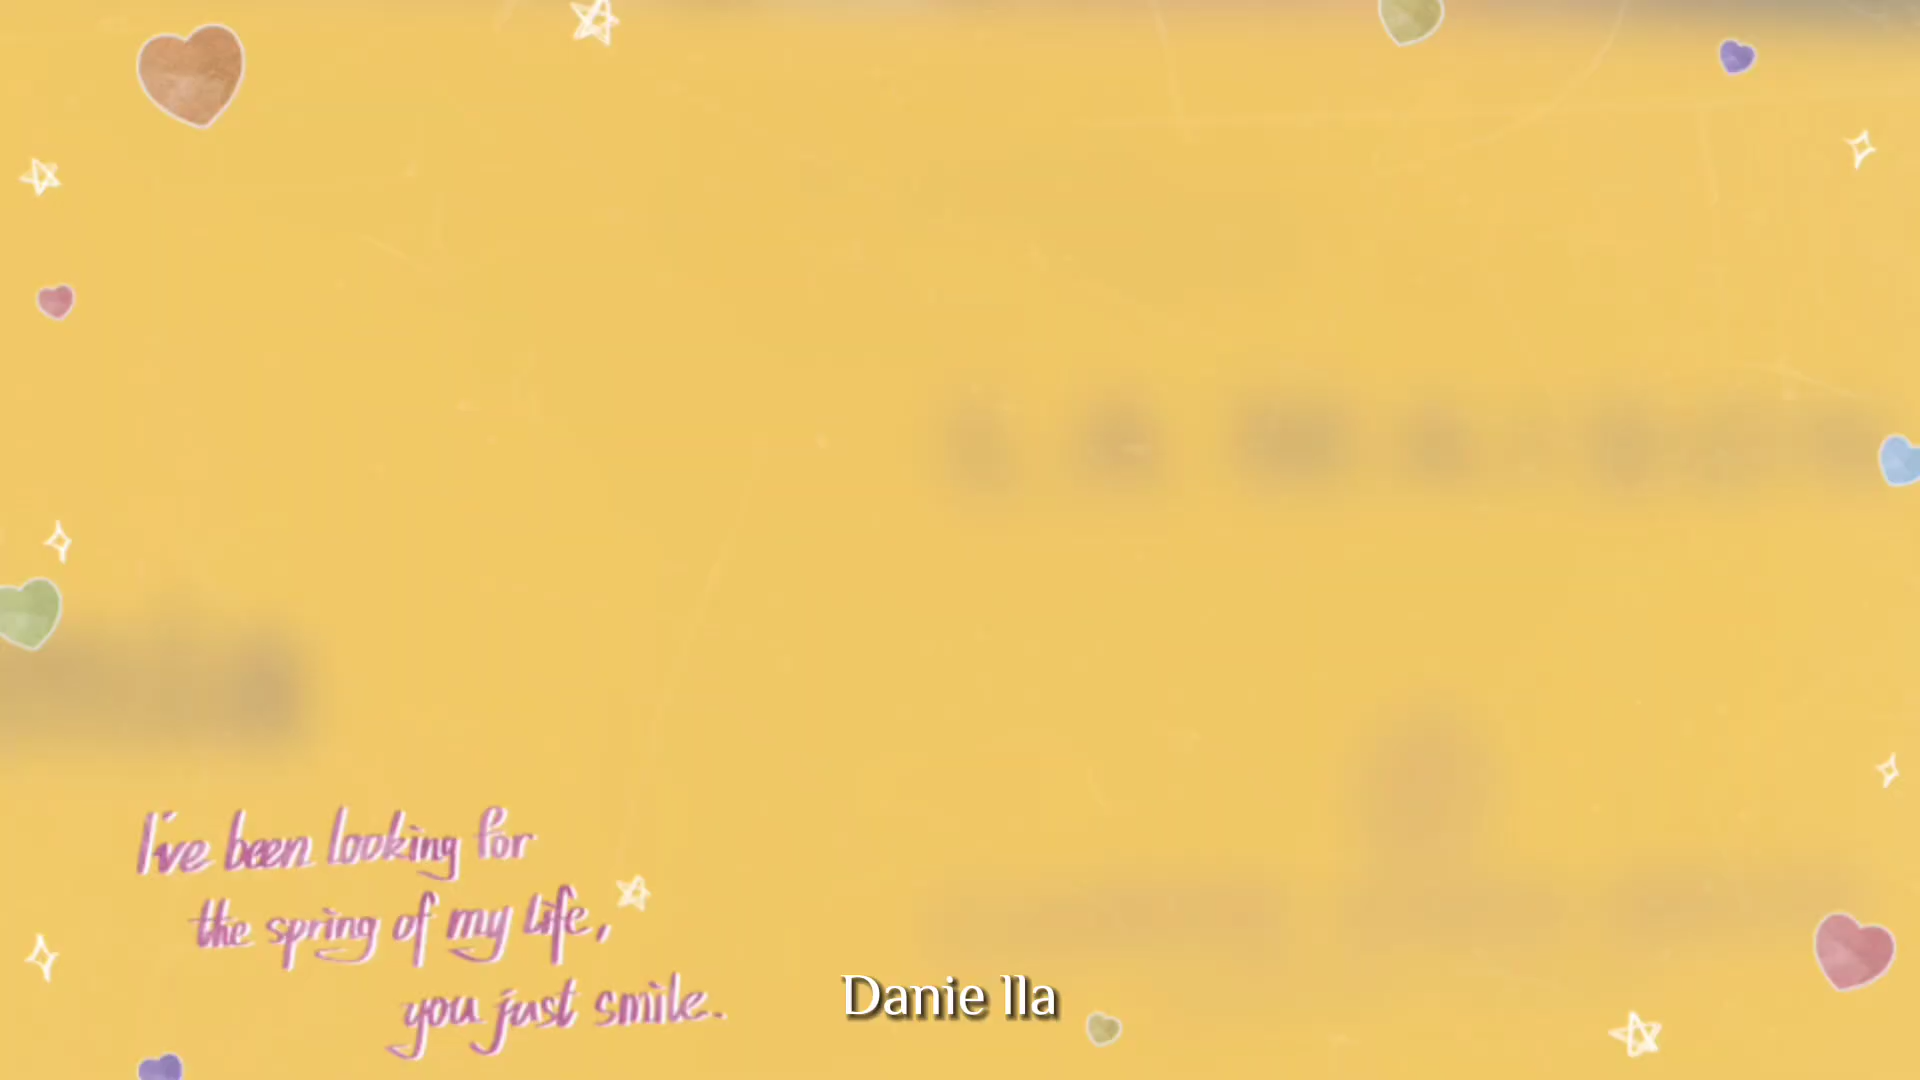 I've been looking for
the spring of my life,
you just smile.
Danie lla